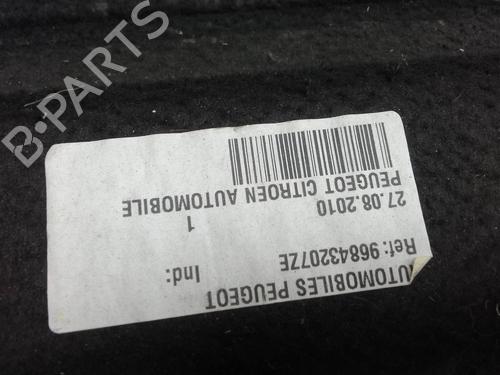 AUTOMOBILES PEUGEOT
Ref: 96843207ZE
Ind:
1
27.08.2010
PEUGEOT CITROEN AUTOMOBILE
B-PARTS